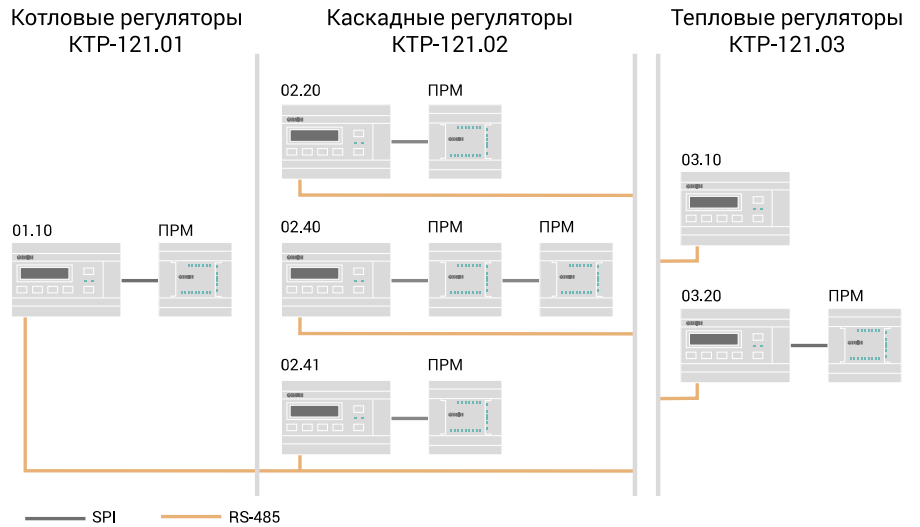 Котловые регуляторы
КТР-121.01
Каскадные регуляторы
КТР-121.02
Тепловые регуляторы
КТР-121.03
02.20
ПРМ
03.10
01.10
ПРМ
02.40
ПРМ
ПРМ
03.20
ПРМ
02.41
ПРМ
SPI
RS-485